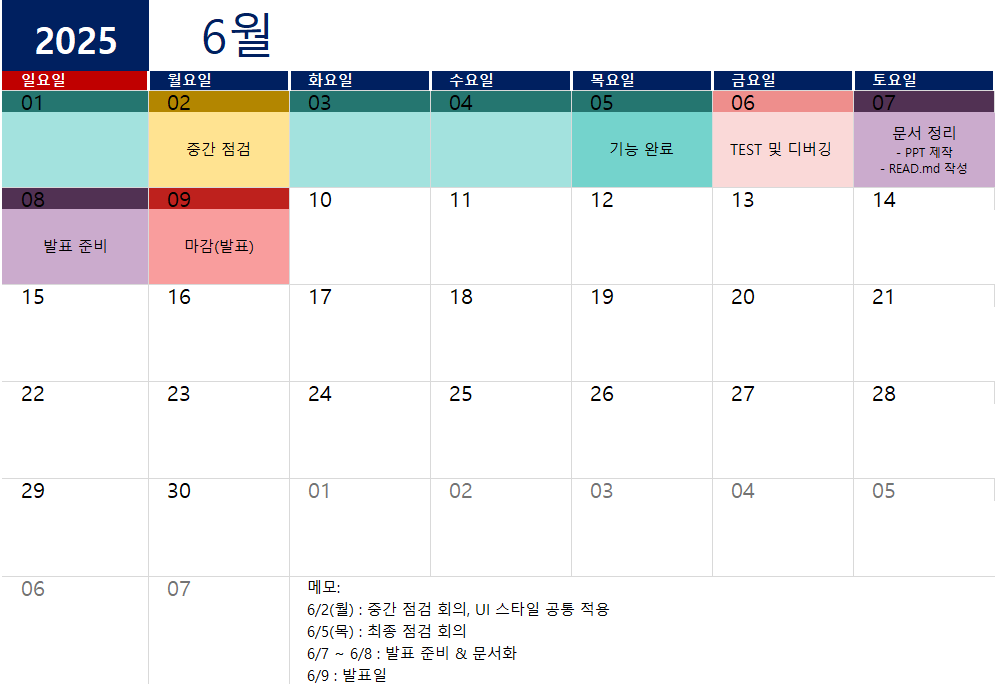 2025 6월
일요일 월요일 화요일 수요일 목요일 금요일 토요일
01 02 03 04 05 06 07
중간 점검 기능 완료 TEST 및 디버깅 문서 정리
- PPT 제작
- READ.md 작성
08 09 10 11 12 13 14
발표 준비 마감(발표)
15 16 17 18 19 20 21
22 23 24 25 26 27 28
29 30 01 02 03 04 05
06 07 메모:
6/2(월) : 중간 점검 회의, UI 스타일 공통 적용
6/5(목) : 최종 점검 회의
6/7 ~ 6/8 : 발표 준비 & 문서화
6/9 : 발표일